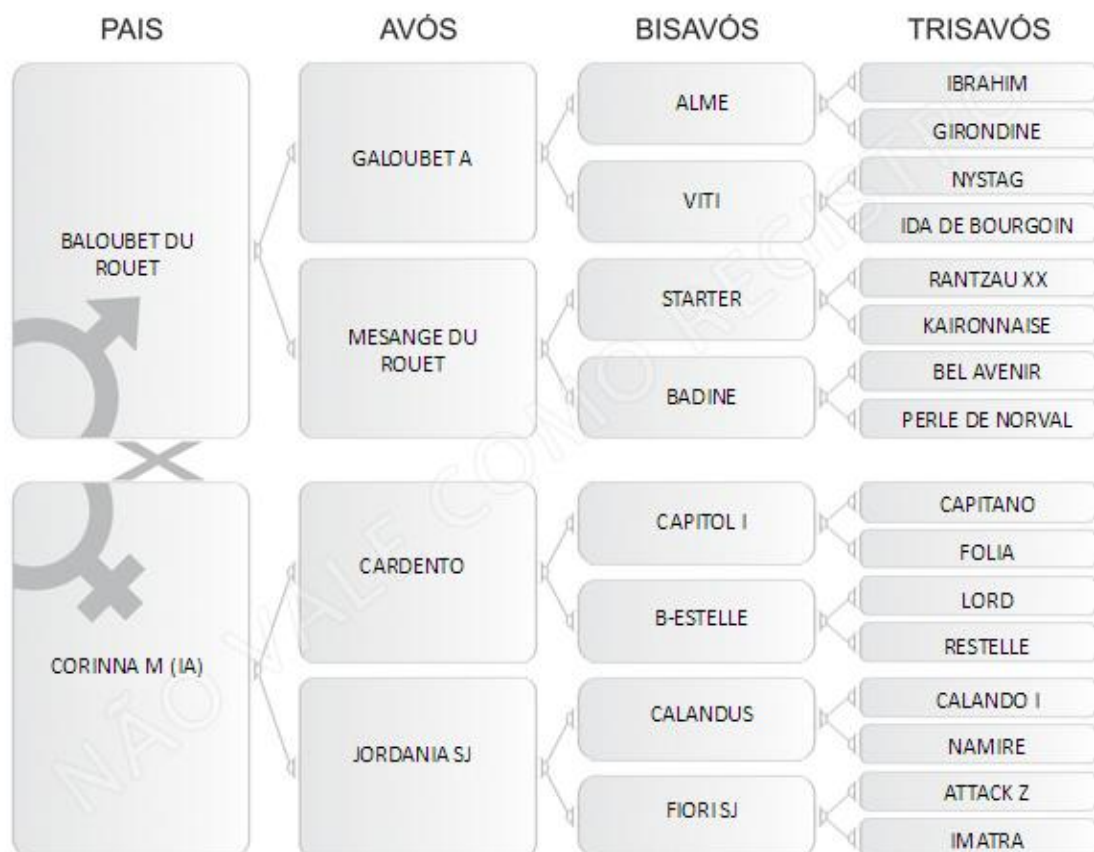 PAIS
AVÓS
BISAVÓS
TRISAVÓS
BALOUBET DU
ROUET
GALOUBET A
MESANGE DU
ROUET
ALME
VITI
STARTER
BADINE
IBRAHIM
GIRONDINE
NYSTAG
IDA DE BOURGOIN
RANTZAU XX
KAIRONNAISE
BEL AVENIR
PERLE DE NORVAL
CORINNA M (IA)
CARDENTO
JORDANIA SJ
CAPITOL I
B-ESTELLE
CALANDUS
FIORI SJ
CAPITANO
FOLIA
LORD
RESTELLE
CALANDO I
NAMIRE
ATTACK Z
IMATRA
NÃO VALE COMO REGISTRO